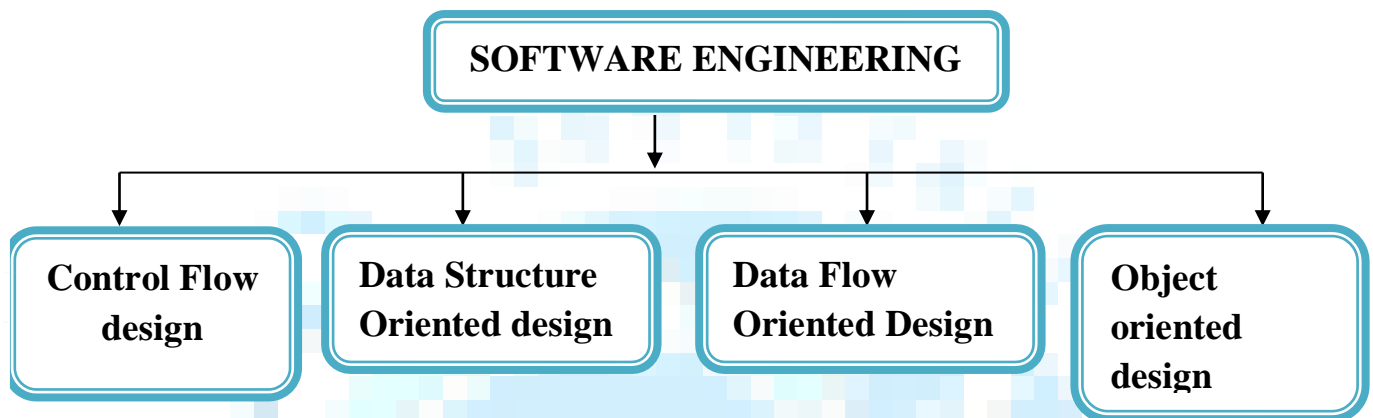 SOFTWARE ENGINEERING
Control Flow
design
Data Structure
Oriented design
Data Flow
Oriented Design
Object
oriented
design